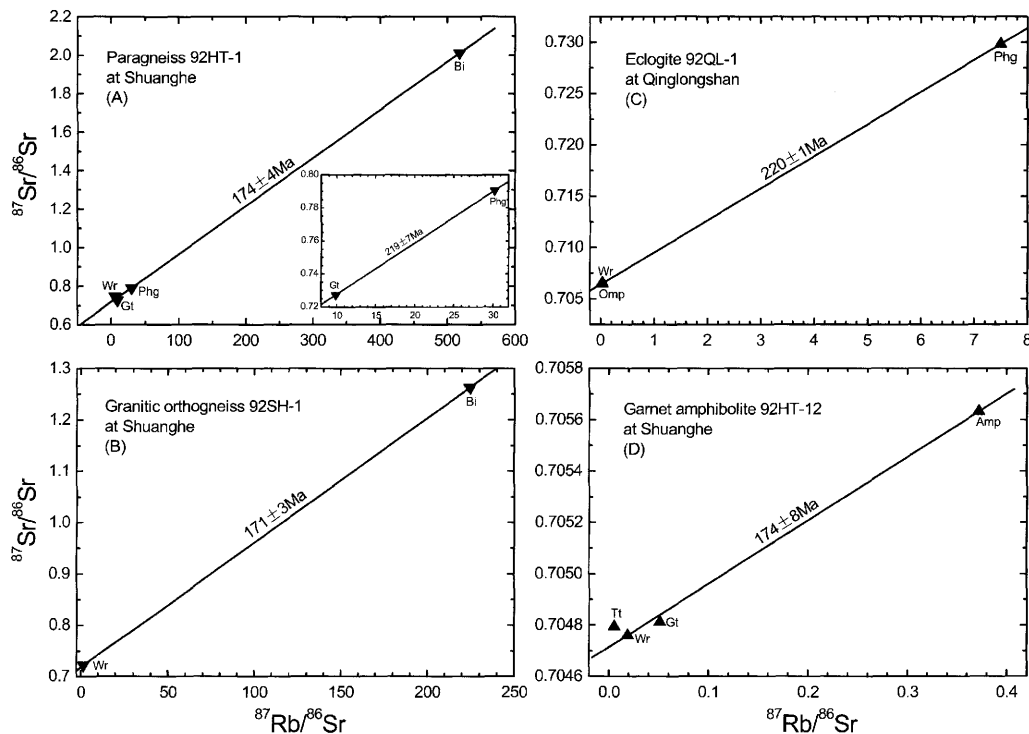 2.2
2.0
1.8
1.6
1.4
1.2
1.0
0.8
0.6
87Sr/86Sr
Paragneiss 92HT-1
at Shuanghe
(A)
Bi
174±4Ma
Wr
Phg
Gt
0.80
0.78
0.76
0.74
0.72
Phg
219±7Ma
Gt
10 15 20 25 30
0 100 200 300 400 500 600
0.730
0.725
0.720
0.715
0.710
0.705
Eclogite 92QL-1
at Qinglongshan
(C)
Phg
220±1Ma
Wr
Omp
0 1 2 3 4 5 6 7 8
1.3
1.2
1.1
1.0
0.9
0.8
0.7
87Sr/86Sr
Granitic orthogneiss 92SH-1
at Shuanghe
(B)
Bi
171±3Ma
Wr
0 50 100 150 200 250
87Rb/86Sr
0.7058
0.7056
0.7054
0.7052
0.7050
0.7048
0.7046
Garnet amphibolite 92HT-12
at Shuanghe
(D)
Amp
174±8Ma
Tt
Wr
Gt
0.0 0.1 0.2 0.3 0.4
87Rb/86Sr